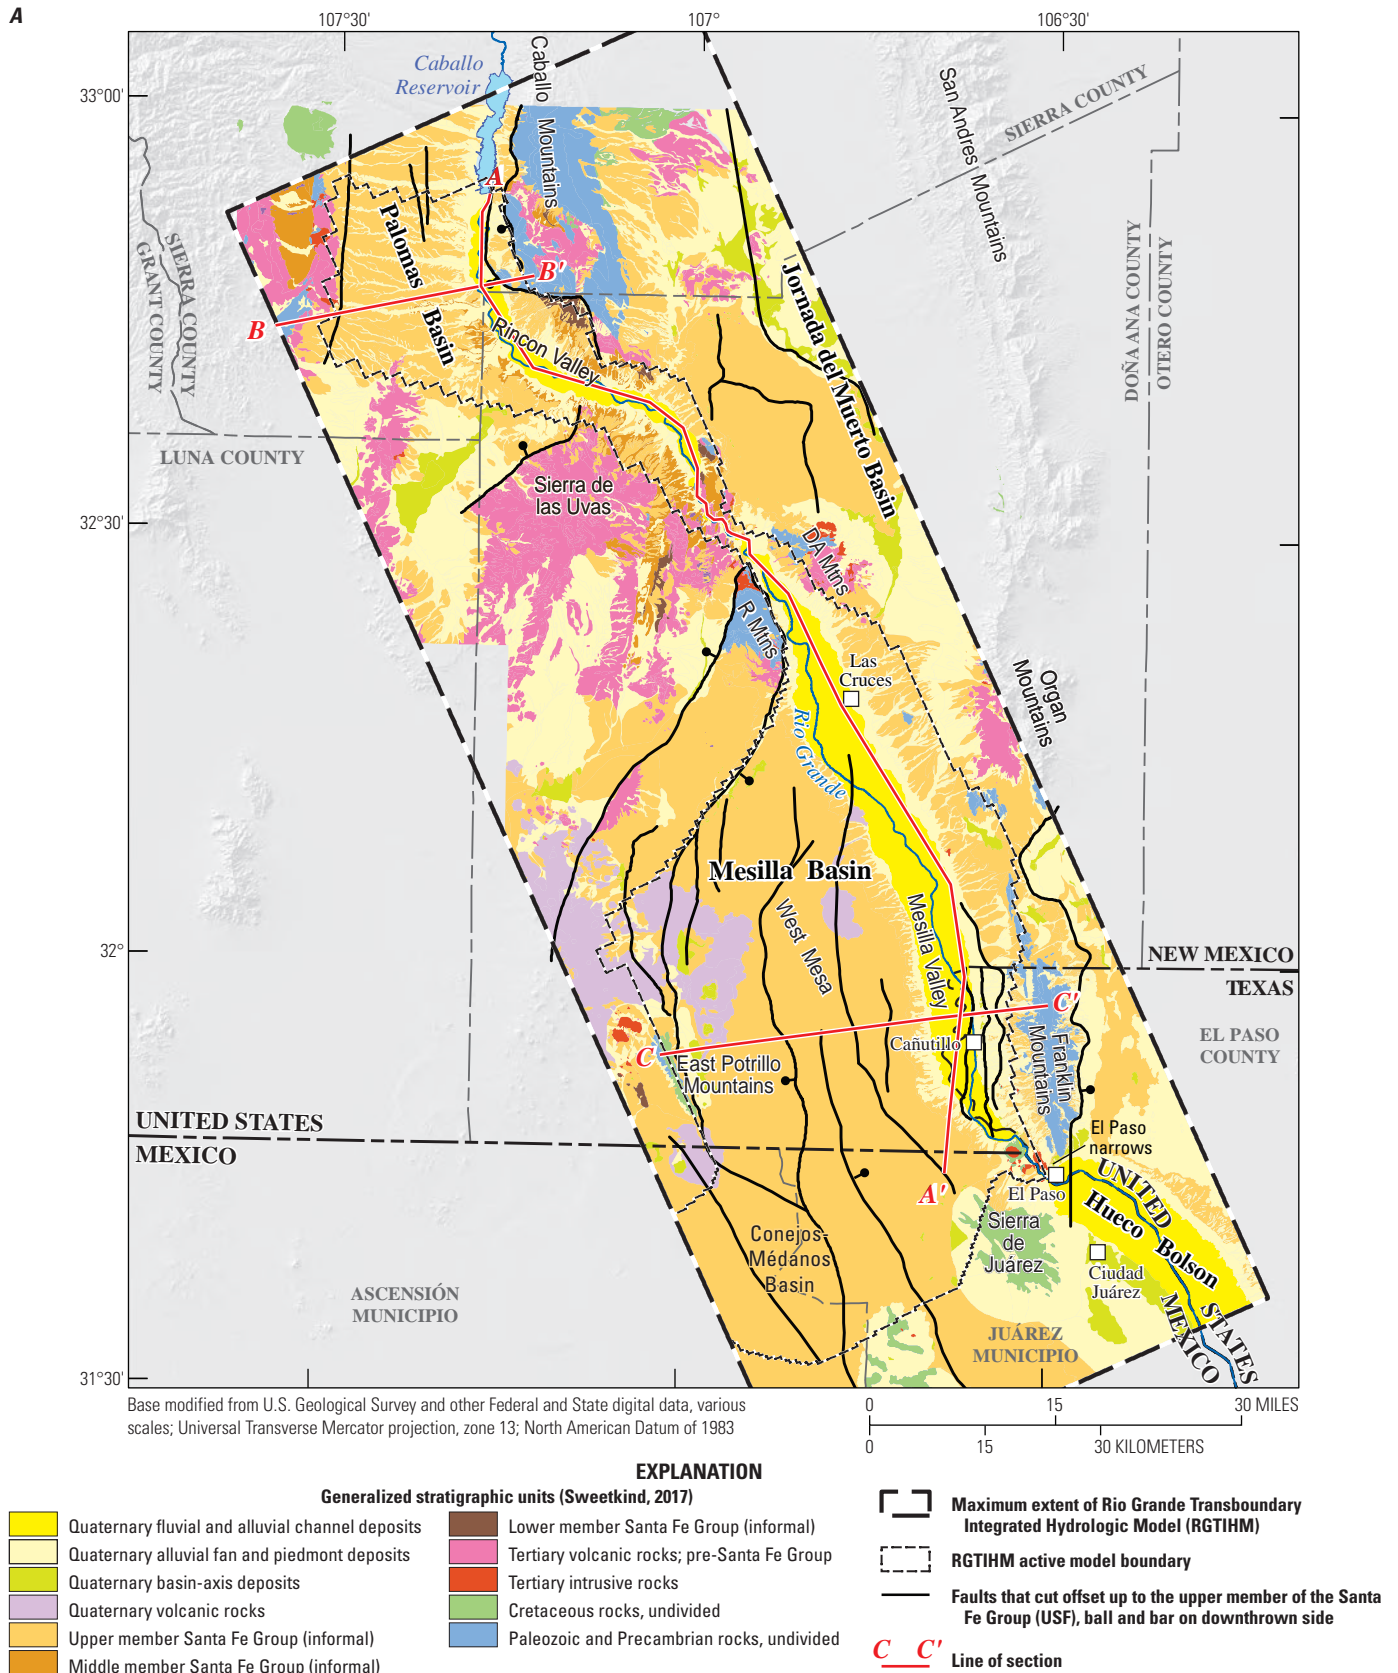 A
107°30'
107°
106°30'
33°00'
32°30'
32°
31°30'
Caballo
Reservoir
Caballo Mountains
San Andres Mountains
SIERRA COUNTY
DOÑA ANA COUNTY
OTERO COUNTY
SIERRA COUNTY
GRANT COUNTY
A
Palomas
Basin
B
B'
Rincon Valley
Jornada del Muerto Basin
LUNA COUNTY
Sierra de
las Uvas
DA Mtns
R Mtns
Las
Cruces
Organ
Mountains
Rio Grande
Mesilla Basin
West Mesa
Mesilla Valley
NEW MEXICO
TEXAS
C
C'
Cañutillo
EL PASO
COUNTY
East Potrillo
Mountains
Franklin
Mountains
UNITED STATES
MEXICO
El Paso
narrows
A'
El Paso
UNITED
STATES
Hueco Bolson
Sierra
de
Juárez
Ciudad
Juárez
MEXICO
Conejos-
Médanos
Basin
ASCENSIÓN
MUNICIPIO
JUÁREZ
MUNICIPIO
Base modified from U.S. Geological Survey and other Federal and State digital data, various
scales; Universal Transverse Mercator projection, zone 13; North American Datum of 1983
0 15 30 MILES
0 15 30 KILOMETERS
EXPLANATION
Generalized stratigraphic units (Sweetkind, 2017)
Quaternary fluvial and alluvial channel deposits
Quaternary alluvial fan and piedmont deposits
Quaternary basin-axis deposits
Quaternary volcanic rocks
Upper member Santa Fe Group (informal)
Middle member Santa Fe Group (informal)
Lower member Santa Fe Group (informal)
Tertiary volcanic rocks; pre-Santa Fe Group
Tertiary intrusive rocks
Cretaceous rocks, undivided
Paleozoic and Precambrian rocks, undivided
Maximum extent of Rio Grande Transboundary
Integrated Hydrologic Model (RGTIHM)
RGTIHM active model boundary
Faults that cut offset up to the upper member of the Santa
Fe Group (USF), ball and bar on downthrown side
C C'
Line of section